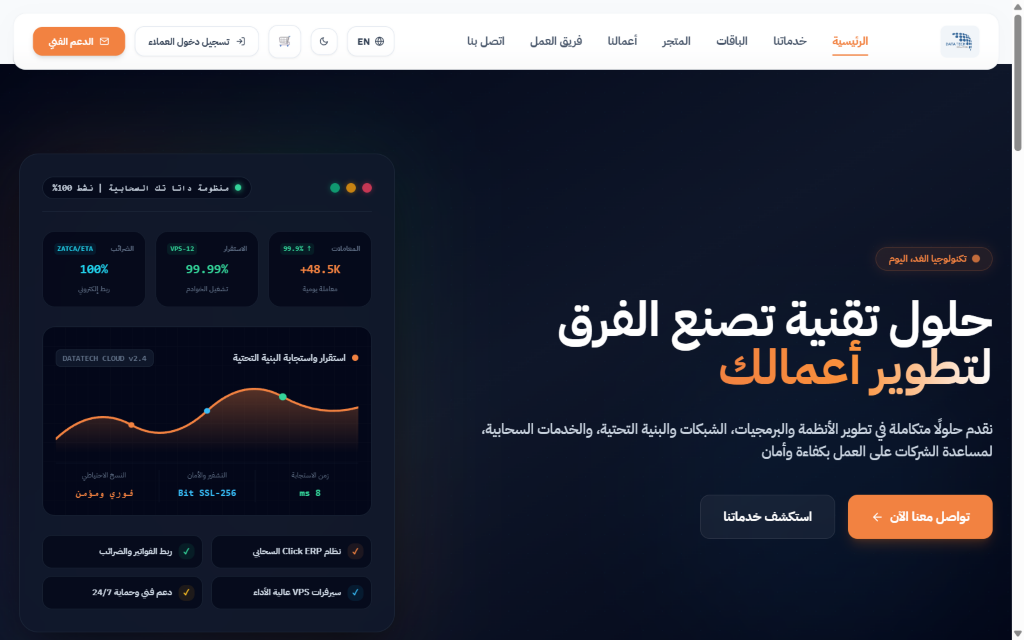 الرئيسية
خدماتنا
الباقات
المتجر
أعمالنا
فريق العمل
اتصل بنا
EN
تسجيل دخول العملاء
الدعم الفني
تكنولوجيا الغد، اليوم
حلول تقنية تصنع الفرق
لتطوير أعمالك
نقدم حلولًا متكاملة في تطوير الأنظمة والبرمجيات، الشبكات والبنية التحتية، والخدمات السحابية،
لمساعدة الشركات على العمل بكفاءة وأمان
تواصل معنا الآن ←
استكشف خدماتنا
منظومة داتا تك السحابية | نشط 100%
المعاملات
99.9% ↑
+48.5K
معاملة يومية
الاستقرار
VPS-12
99.99%
تشغيل الخوادم
الضرائب
ZATCA/ETA
100%
ربط إلكتروني
استقرار واستجابة البنية التحتية
DATATECH CLOUD v2.4
زمن الاستجابة
ms 8
التشفير والأمان
Bit SSL-256
النسخ الاحتياطي
فوري ومؤمن
✓ نظام Click ERP السحابي
✓ ربط الفواتير والضرائب
✓ سيرفرات VPS عالية الأداء
✓ دعم فني وحماية 24/7